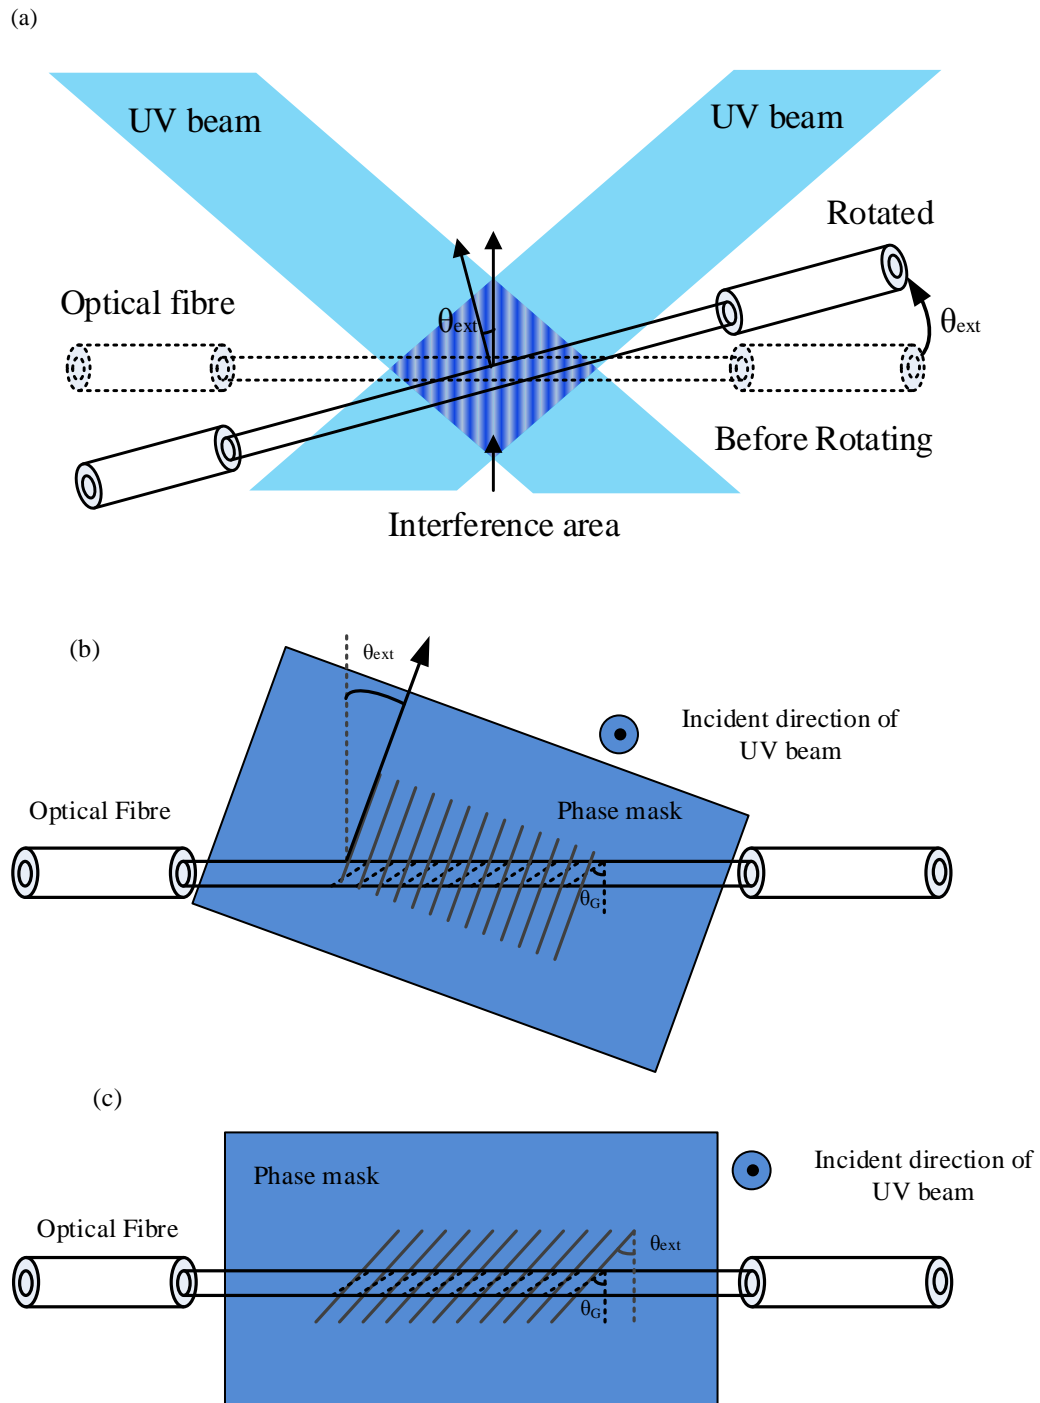 (a)
UV beam
UV beam
Rotated
θext
θext
Optical fibre
Before Rotating
Interference area
(b)
θext
Incident direction of
UV beam
Optical Fibre
Phase mask
θG
(c)
Phase mask
Incident direction of
UV beam
Optical Fibre
θext
θG